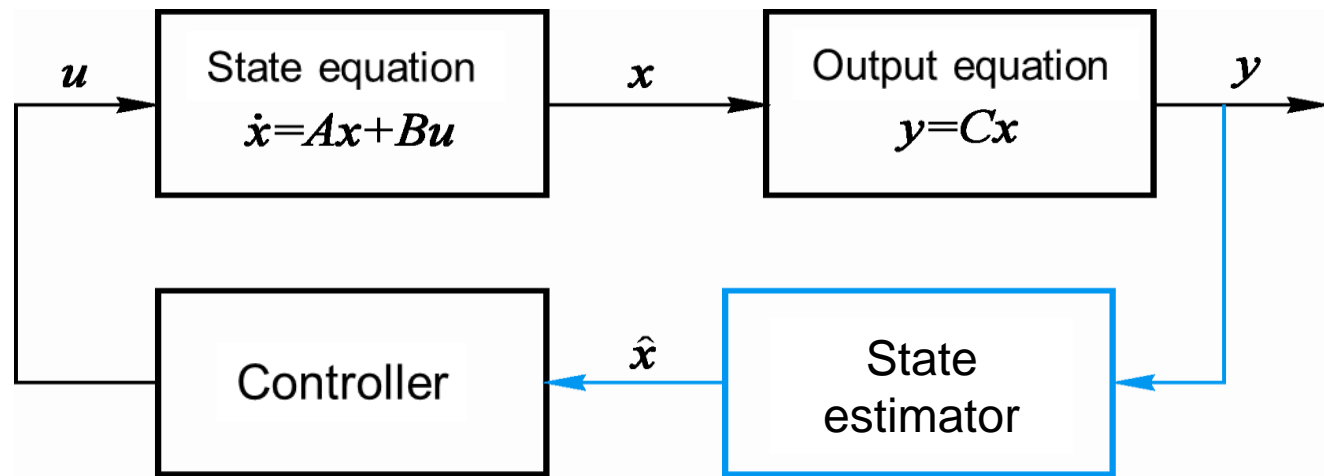 u
State equation
ẋ=Ax+Bu
x
Output equation
y=Cx
y
Controller
x̂
State
estimator